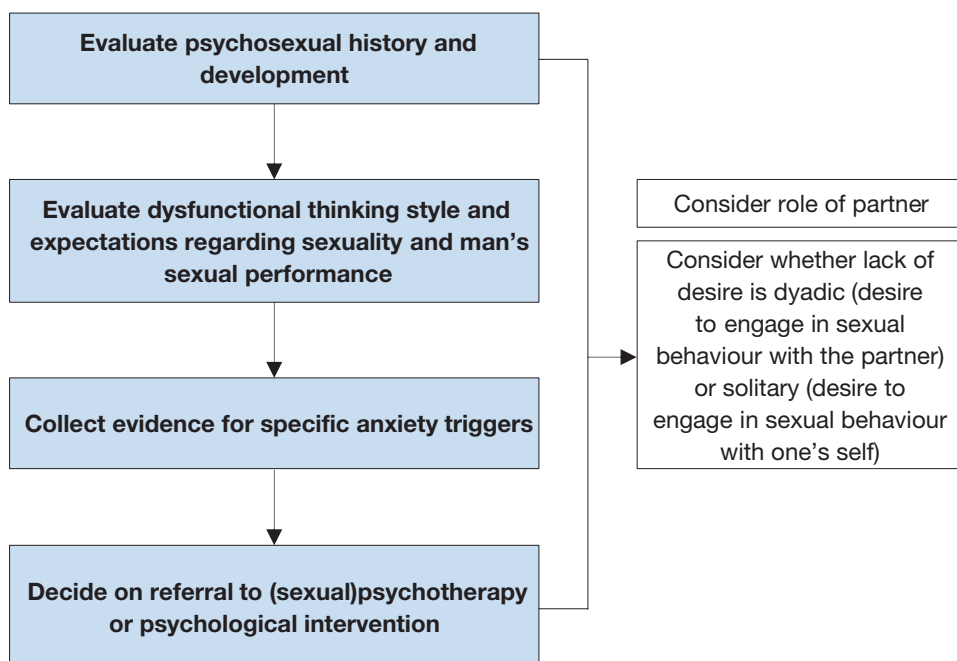 Evaluate psychosexual history and
development
Evaluate dysfunctional thinking style and
expectations regarding sexuality and man's
sexual performance
Collect evidence for specific anxiety triggers
Decide on referral to (sexual)psychotherapy
or psychological intervention
Consider role of partner
Consider whether lack of
desire is dyadic (desire
to engage in sexual
behaviour with the partner)
or solitary (desire to
engage in sexual behaviour
with one's self)